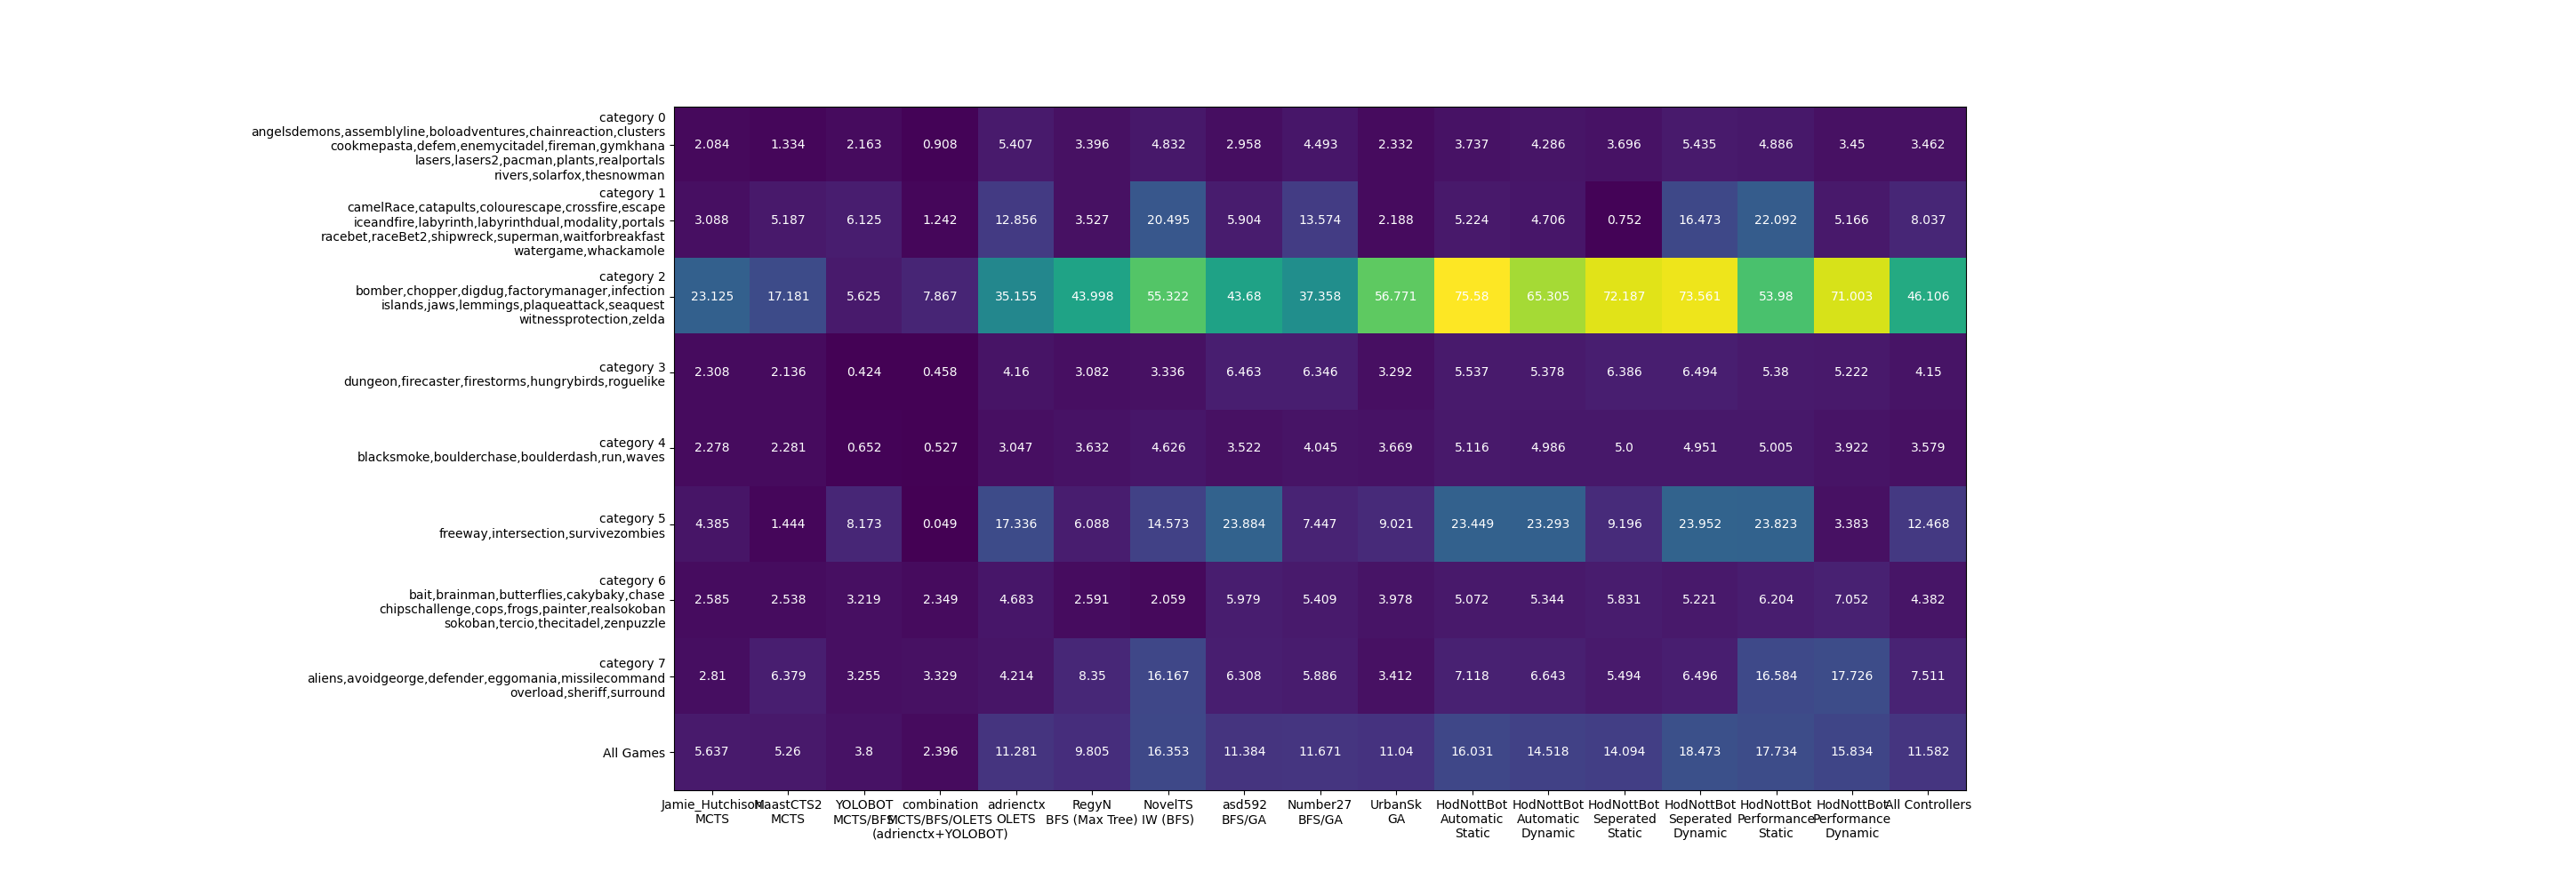 category 0
angelsdemons,assemblyline,boloadventures,chainreaction,clusters
cookmepasta,defem,enemycitadel,fireman,gymkhana
lasers,lasers2,pacman,plants,realportals
rivers,solarfox,thesnowman
2.084 1.334 2.163 0.908 5.407 3.396 4.832 2.958 4.493 2.332 3.737 4.286 3.696 5.435 4.886 3.45 3.462
category 1
camelRace,catapults,colourescape,crossfire,escape
iceandfire,labyrinth,labyrinthdual,modality,portals
racebet,raceBet2,shipwreck,superman,waitforbreakfast
watergame,whackamole
3.088 5.187 6.125 1.242 12.856 3.527 20.495 5.904 13.574 2.188 5.224 4.706 0.752 16.473 22.092 5.166 8.037
category 2
bomber,chopper,digdug,factorymanager,infection
islands,jaws,lemmings,plaqueattack,seaquest
witnessprotection,zelda
23.125 17.181 5.625 7.867 35.155 43.998 55.322 43.68 37.358 56.771 75.58 65.305 72.187 73.561 53.98 71.003 46.106
category 3
dungeon,firecaster,firestorms,hungrybirds,roguelike
2.308 2.136 0.424 0.458 4.16 3.082 3.336 6.463 6.346 3.292 5.537 5.378 6.386 6.494 5.38 5.222 4.15
category 4
blacksmoke,boulderchase,boulderdash,run,waves
2.278 2.281 0.652 0.527 3.047 3.632 4.626 3.522 4.045 3.669 5.116 4.986 5.0 4.951 5.005 3.922 3.579
category 5
freeway,intersection,survivezombies
4.385 1.444 8.173 0.049 17.336 6.088 14.573 23.884 7.447 9.021 23.449 23.293 9.196 23.952 23.823 3.383 12.468
category 6
bait,brainman,butterflies,cakybaky,chase
chipschallenge,cops,frogs,painter,realsokoban
sokoban,tercio,thecitadel,zenpuzzle
2.585 2.538 3.219 2.349 4.683 2.591 2.059 5.979 5.409 3.978 5.072 5.344 5.831 5.221 6.204 7.052 4.382
category 7
aliens,avoidgeorge,defender,eggomania,missilecommand
overload,sheriff,surround
2.81 6.379 3.255 3.329 4.214 8.35 16.167 6.308 5.886 3.412 7.118 6.643 5.494 6.496 16.584 17.726 7.511
All Games
5.637 5.26 3.8 2.396 11.281 9.805 16.353 11.384 11.671 11.04 16.031 14.518 14.094 18.473 17.734 15.834 11.582
Jamie_Hutchison MaastCTS2 YOLOBOT combination adrienctx RegyN NovelTS asd592 Number27 UrbanSk HodNottBot HodNottBot HodNottBot HodNottBot HodNottBot HodNottBot All Controllers
MCTS MCTS MCTS/BFS MCTS/BFS/OLETS OLETS BFS (Max Tree) IW (BFS) BFS/GA BFS/GA GA Automatic Automatic Seperated Seperated Performance Performance
(adrienctx+YOLOBOT) Static Dynamic Static Dynamic Static Dynamic